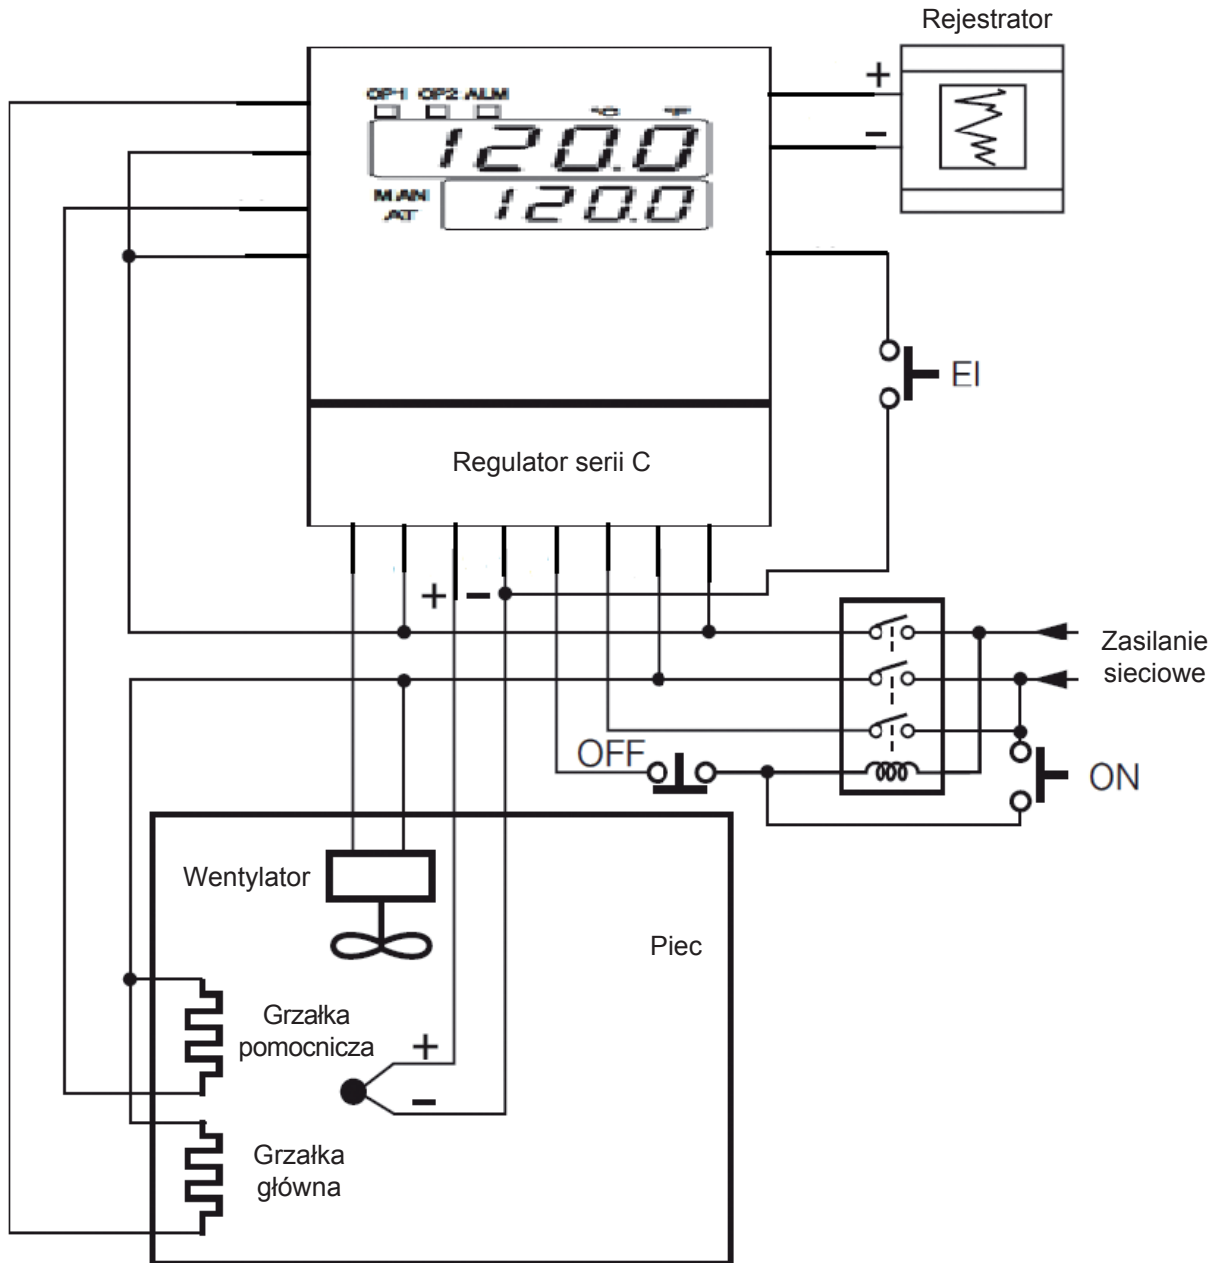 Rejestrator
OP1 OP2 ALM °C °F
+
120.0
-
MAN
AT
120.0
EI
Regulator serii C
+ -
Zasilanie
sieciowe
OFF
ON
Wentylator
Piec
Grzałka
pomocnicza
+
-
Grzałka
główna